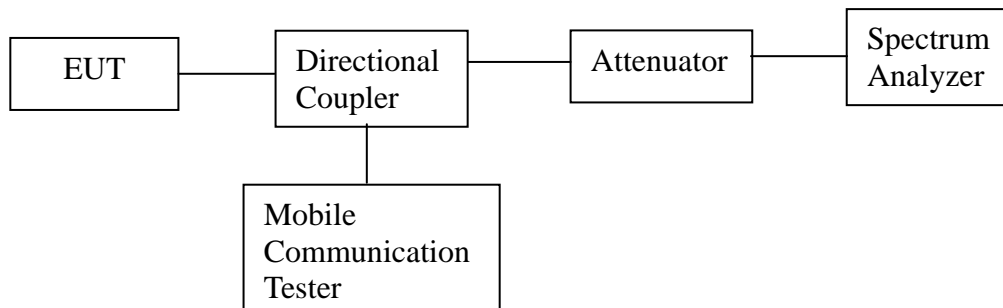 EUT
Directional
Coupler
Attenuator
Spectrum
Analyzer
Mobile
Communication
Tester